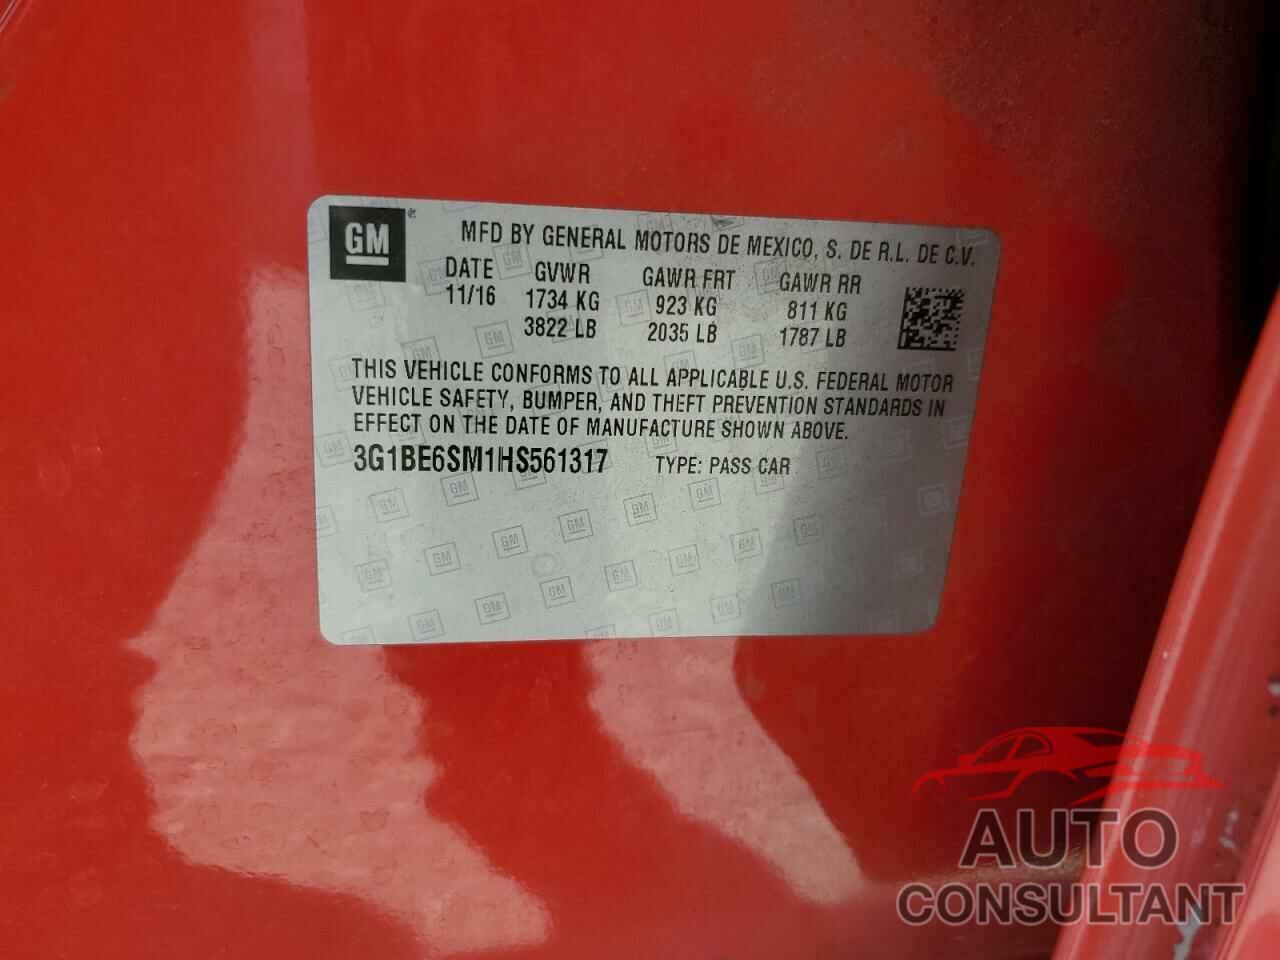 GM
MFD BY GENERAL MOTORS DE MEXICO, S. DE R.L. DE C.V.
DATE GVWR GAWR FRT GAWR RR
11/16 1734 KG 923 KG 811 KG
3822 LB 2035 LB 1787 LB
THIS VEHICLE CONFORMS TO ALL APPLICABLE U.S. FEDERAL MOTOR
VEHICLE SAFETY, BUMPER, AND THEFT PREVENTION STANDARDS IN
EFFECT ON THE DATE OF MANUFACTURE SHOWN ABOVE.
3G1BE6SM1HS561317 TYPE: PASS CAR
AUTO
CONSULTANT